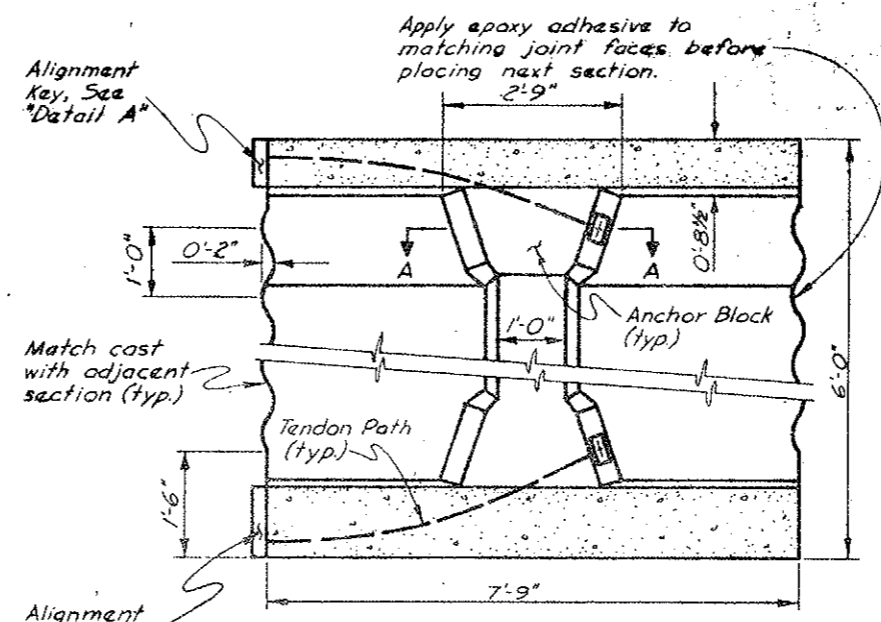 Apply epoxy adhesive to
matching joint faces before
placing next section.
Alignment
Key, See
"Detail A"
2'-9"
1'-0"
0'-2"
A
A
0'-8½"
Anchor Block
(typ.)
1'-0"
Match cast
with adjacent
section (typ.)
6'-0"
Tendon Path
(typ.)
1'-6"
7'-9"
Alignment